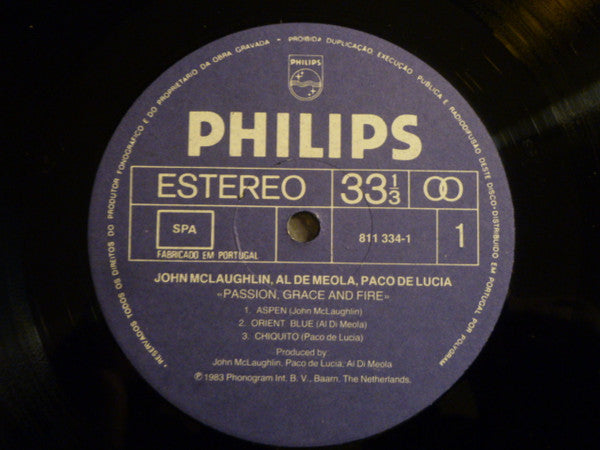 RESERVADOS TODOS OS DIREITOS DO PRODUTOR FONOGRÁFICO E DO PROPRIETÁRIO DA OBRA GRAVADA • PROIBIDA DUPLICAÇÃO, EXECUÇÃO PUBLICA E RADIODIFUSÃO DESTE DISCO • DISTRIBUIDO EM PORTUGAL POR POLYGRAM •
PHILIPS
PHILIPS
ESTEREO 33 1/3
SPA
FABRICADO EM PORTUGAL
811 334-1 1
JOHN MCLAUGHLIN, AL DE MEOLA, PACO DE LUCIA
«PASSION, GRACE AND FIRE»
1. ASPEN (John McLaughlin)
2. ORIENT BLUE (Al Di Meola)
3. CHIQUITO (Paco de Lucia)
Produced by:
John McLaughlin, Paco de Lucia, Al Di Meola
℗ 1983 Phonogram Int. B. V., Baarn, The Netherlands.